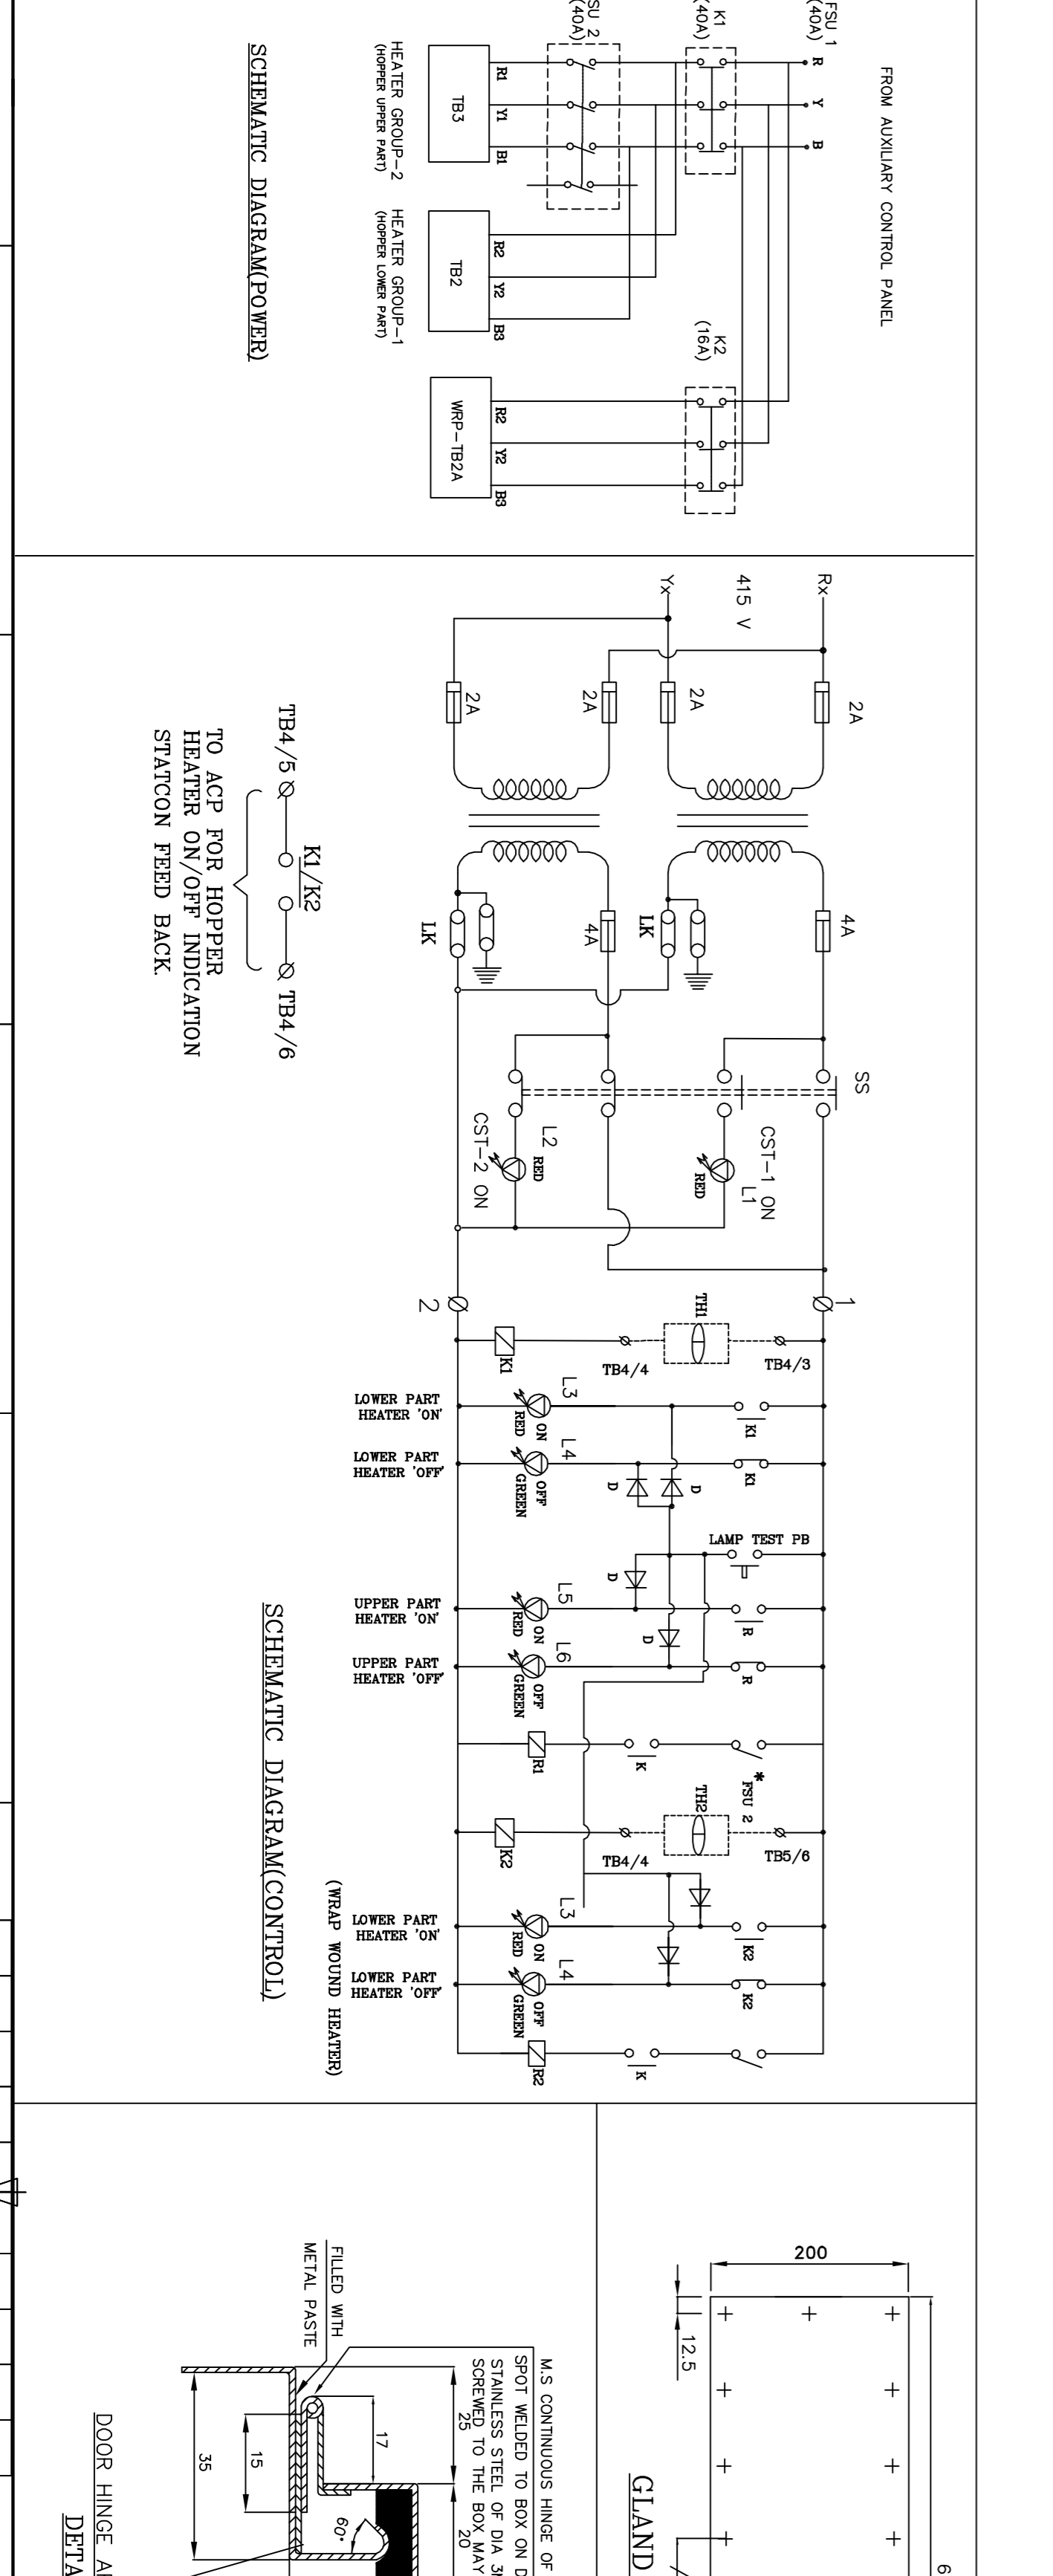 FROM AUXILIARY CONTROL PANEL
FSU 1
(40A)
R
Y
B
K1
(40A)
K2
(16A)
SU 2
(40A)
R1
Y1
B1
R2
Y2
B3
R2
Y2
B3
TB3
TB2
WRP-TB2A
HEATER GROUP-2
(HOPPER UPPER PART)
HEATER GROUP-1
(HOPPER LOWER PART)
SCHEMATIC DIAGRAM(POWER)
Rx
415 V
Yx
2A
2A
2A
2A
4A
4A
LK
LK
SS
CST-1 ON
L1
RED
L2
RED
CST-2 ON
1
2
TB4/5
K1/K2
TB4/6
TO ACP FOR HOPPER
HEATER ON/OFF INDICATION
STATCON FEED BACK.
TH1
TB4/3
TB4/4
K1
K1
L3
ON
RED
LOWER PART
HEATER 'ON'
K1
L4
OFF
GREEN
LOWER PART
HEATER 'OFF'
D
D
LAMP TEST PB
D
D
R
L5
ON
RED
UPPER PART
HEATER 'ON'
R
L6
OFF
GREEN
UPPER PART
HEATER 'OFF'
*
FSU 2
K
R1
TH2
TB5/6
TB4/4
K2
K2
L3
ON
RED
LOWER PART
HEATER 'ON'
K2
L4
OFF
GREEN
LOWER PART
HEATER 'OFF'
K
R2
(WRAP WOUND HEATER)
SCHEMATIC DIAGRAM(CONTROL)
200
12.5
6
GLAND
M.S CONTINUOUS HINGE OF
SPOT WELDED TO BOX ON D
STAINLESS STEEL OF DIA 3
SCREWED TO THE BOX MAY
FILLED WITH
METAL PASTE
25
20
17
15
35
60°
DOOR HINGE A
DETA